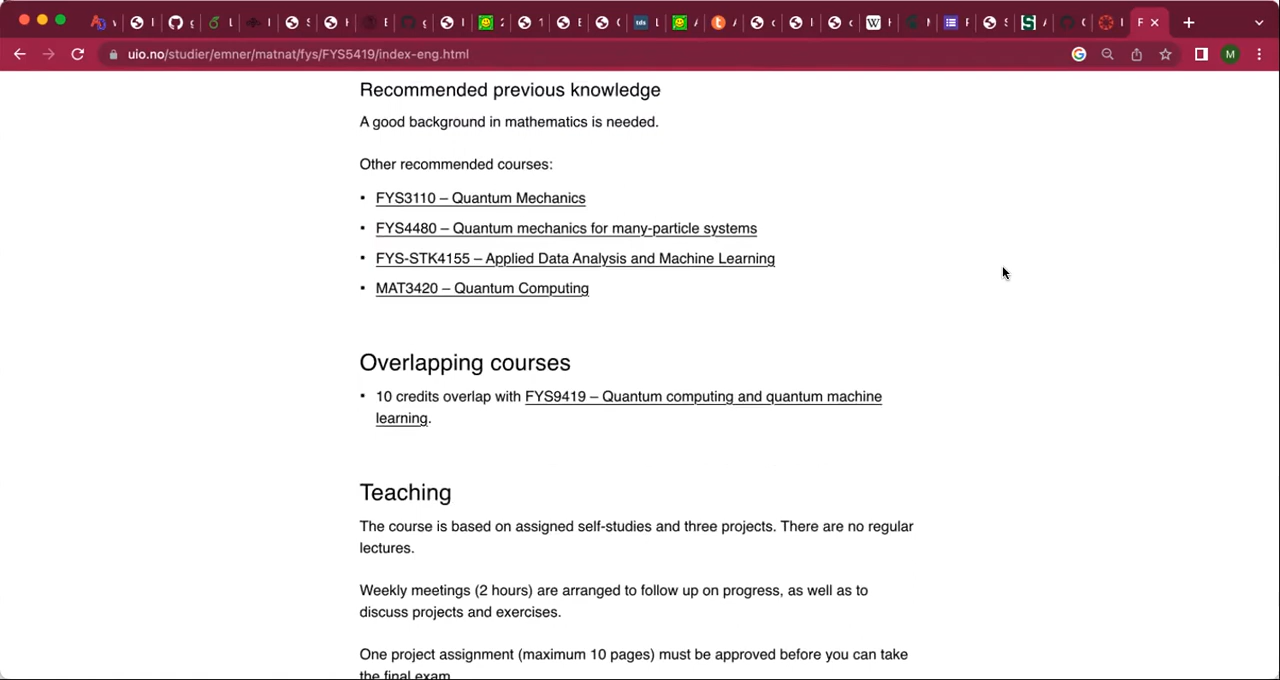 F
uio.no/studier/emner/matnat/fys/FYS5419/index-eng.html
M
Recommended previous knowledge
A good background in mathematics is needed.
Other recommended courses:
• FYS3110 – Quantum Mechanics
• FYS4480 – Quantum mechanics for many-particle systems
• FYS-STK4155 – Applied Data Analysis and Machine Learning
• MAT3420 – Quantum Computing
Overlapping courses
• 10 credits overlap with FYS9419 – Quantum computing and quantum machine
learning.
Teaching
The course is based on assigned self-studies and three projects. There are no regular
lectures.
Weekly meetings (2 hours) are arranged to follow up on progress, as well as to
discuss projects and exercises.
One project assignment (maximum 10 pages) must be approved before you can take
the final exam.